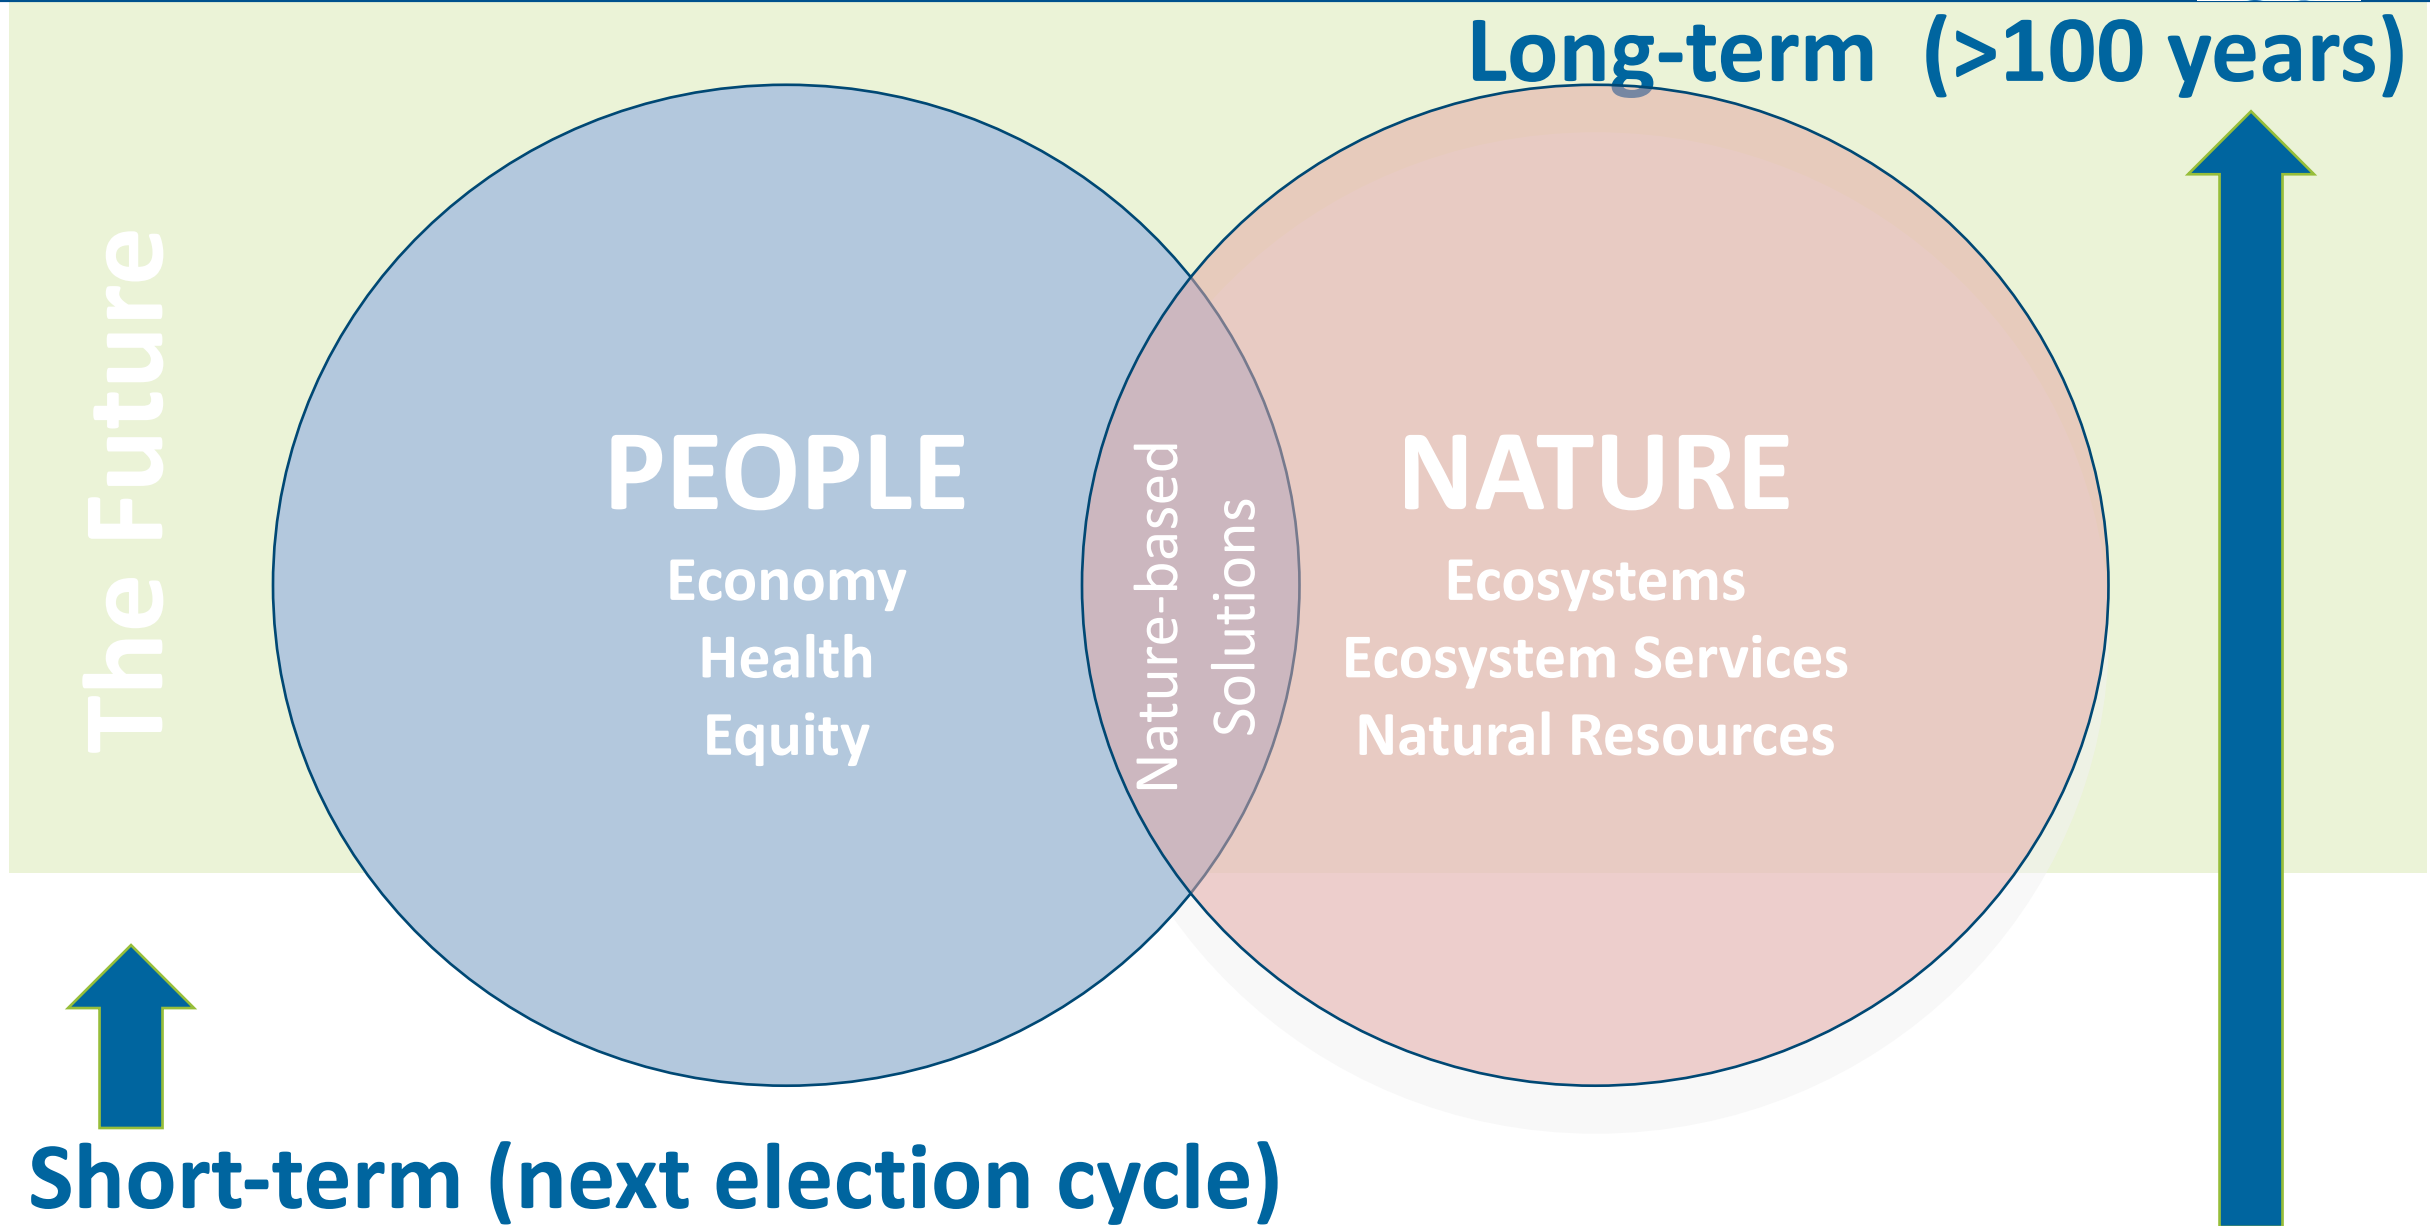 Long-term (>100 years)
The Future
PEOPLE
Economy
Health
Equity
Nature-based
Solutions
NATURE
Ecosystems
Ecosystem Services
Natural Resources
Short-term (next election cycle)